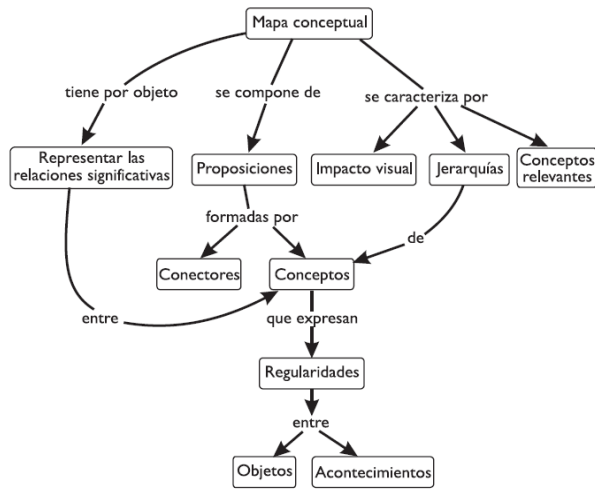 Mapa conceptual
tiene por objeto
se compone de
se caracteriza por
Representar las
relaciones significativas
Proposiciones
Impacto visual
Jerarquías
Conceptos
relevantes
formadas por
de
Conectores
Conceptos
entre
que expresan
Regularidades
entre
Objetos
Acontecimientos